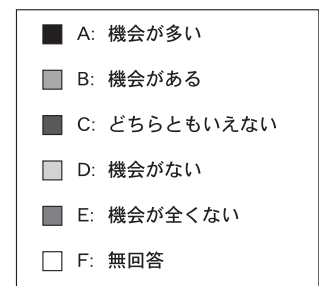 A: 機会が多い
B: 機会がある
C: どちらともいえない
D: 機会がない
E: 機会が全くない
F: 無回答